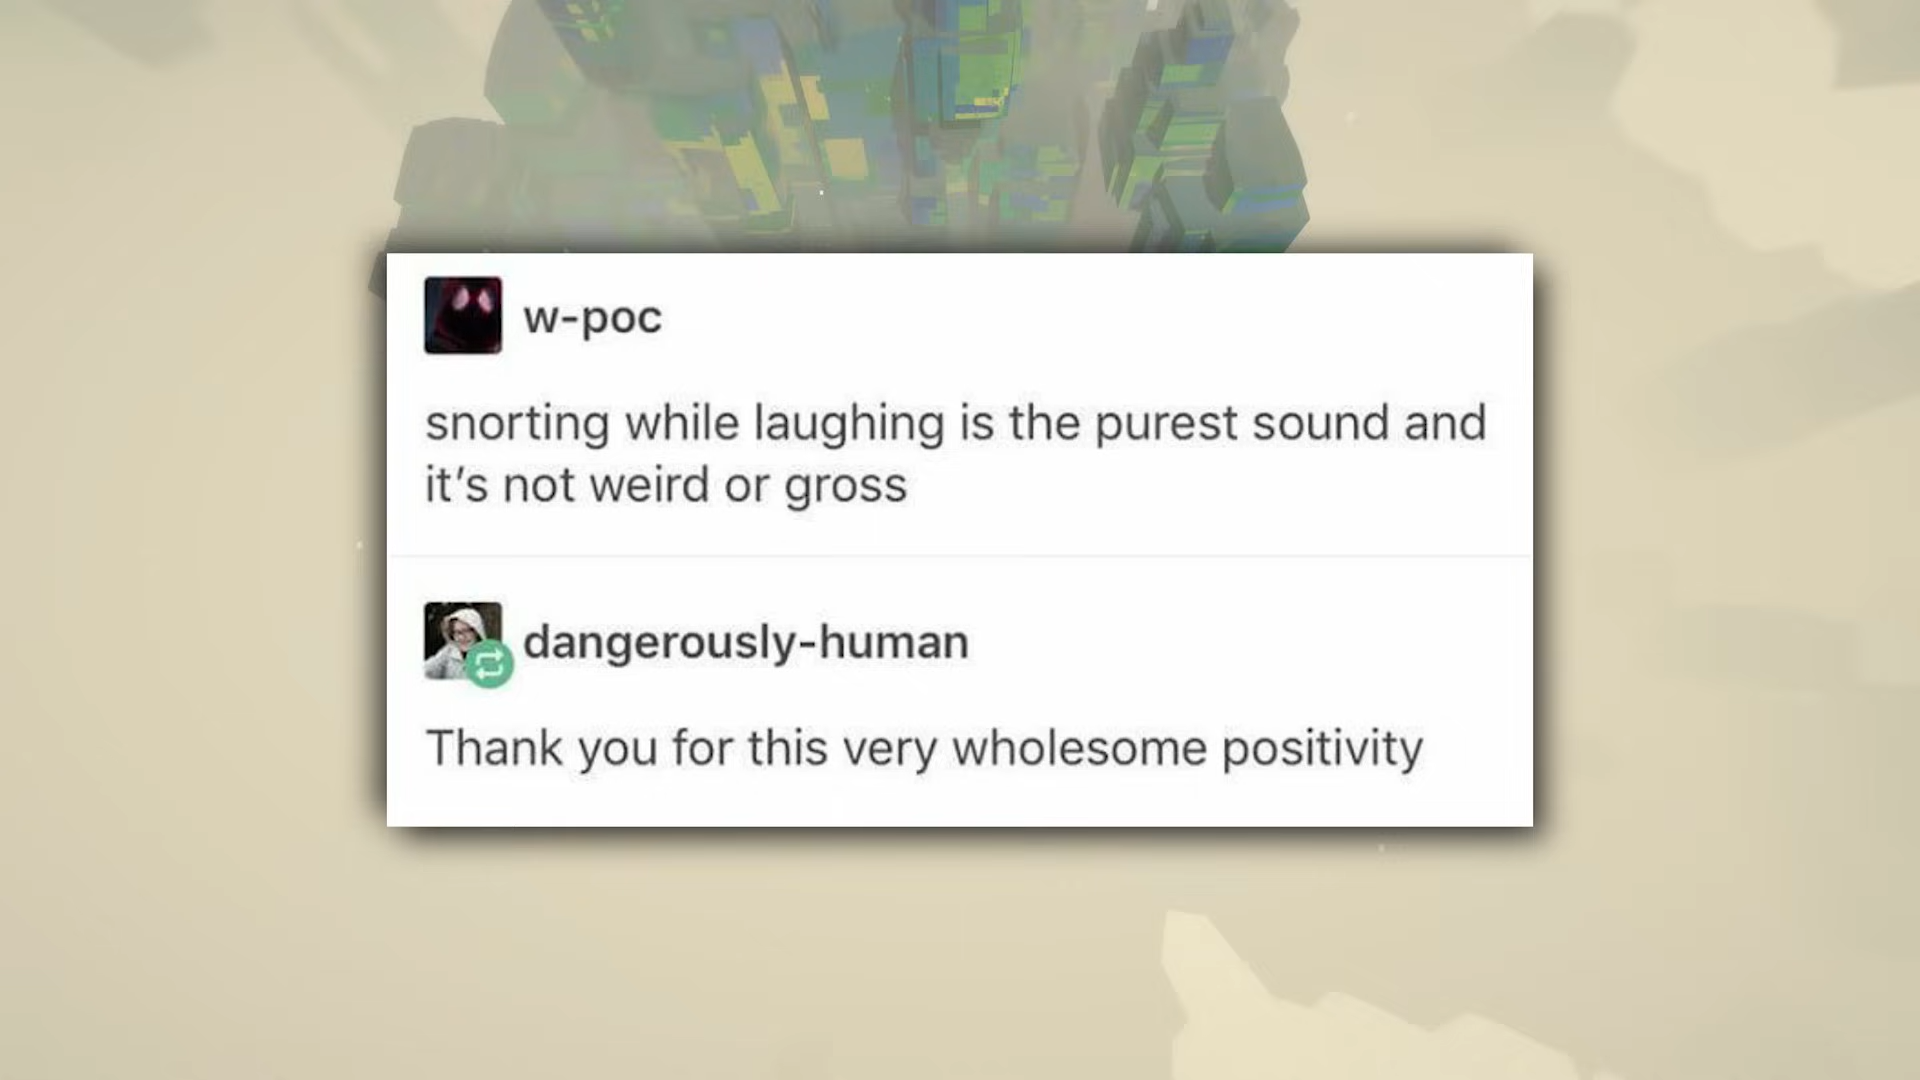 w-poc
snorting while laughing is the purest sound and
it's not weird or gross
dangerously-human
Thank you for this very wholesome positivity